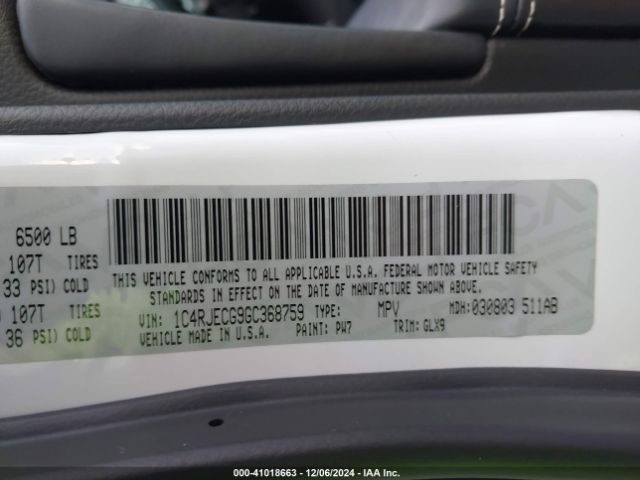 6500 LB
107T TIRES
33 PSI) COLD
107T TIRES
36 PSI) COLD
THIS VEHICLE CONFORMS TO ALL APPLICABLE U.S.A. FEDERAL MOTOR VEHICLE SAFETY
STANDARDS IN EFFECT ON THE DATE OF MANUFACTURE SHOWN ABOVE.
VIN: 1C4RJECG9GC368759 TYPE: MPV MDH:030803 511AB
VEHICLE MADE IN U.S.A. PAINT: PW7 TRIM: GLX9
000-41018663 - 12/06/2024 - IAA Inc.